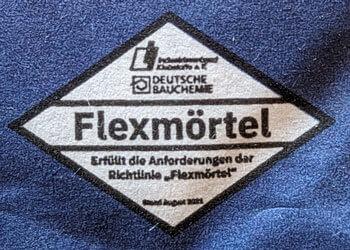 Industrieverband
Klebstoffe e.V.
DEUTSCHE
BAUCHEMIE
Flexmörtel
Erfüllt die Anforderungen der
Richtlinie „Flexmörtel“
Stand August 2021